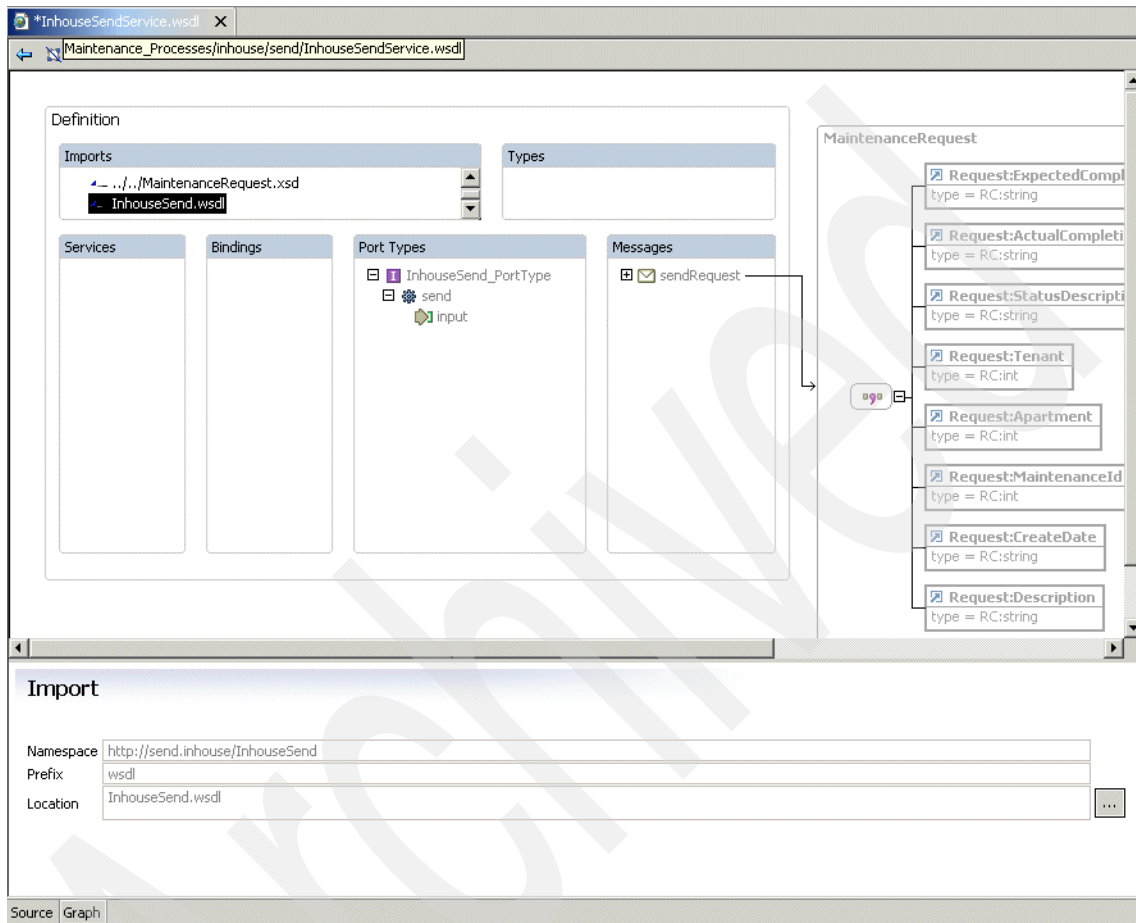 *InhouseSendService.wsdl
Maintenance_Processes/inhouse/send/InhouseSendService.wsdl
Definition
Imports
../../MaintenanceRequest.xsd
InhouseSend.wsdl
Types
Services
Bindings
Port Types
InhouseSend_PortType
send
input
Messages
sendRequest
MaintenanceRequest
Request:ExpectedCompl
type = RC:string
Request:ActualCompleti
type = RC:string
Request:StatusDescripti
type = RC:string
Request:Tenant
type = RC:int
Request:Apartment
type = RC:int
Request:MaintenanceId
type = RC:int
Request:CreateDate
type = RC:string
Request:Description
type = RC:string
Import
Namespace http://send.inhouse/InhouseSend
Prefix wsdl
Location InhouseSend.wsdl
...
Source Graph
Archived